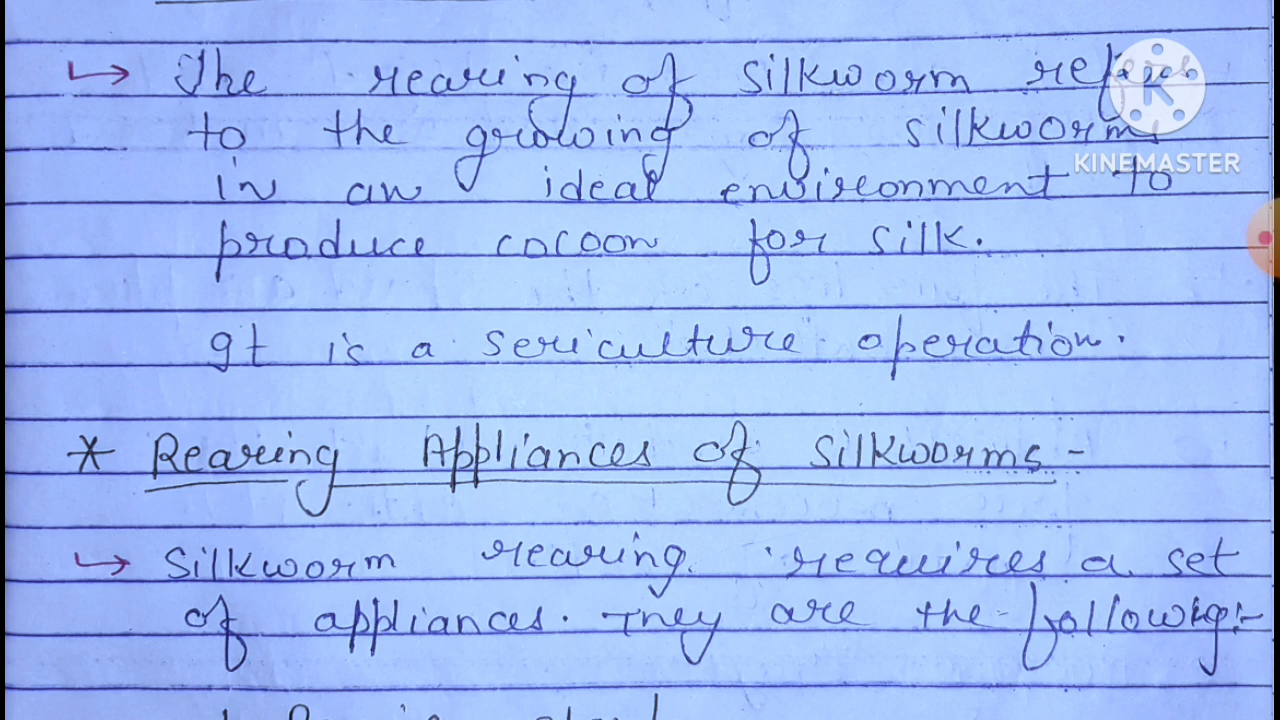 ↳ The rearing of silkworm refers
to the growing of silkworms
in an ideal environment to
produce cocoon for silk.
It is a sericulture operation.
* Rearing Appliances of Silkworms -
↳ Silkworm rearing requires a set
of appliances. They are the following:-
KINEMASTER